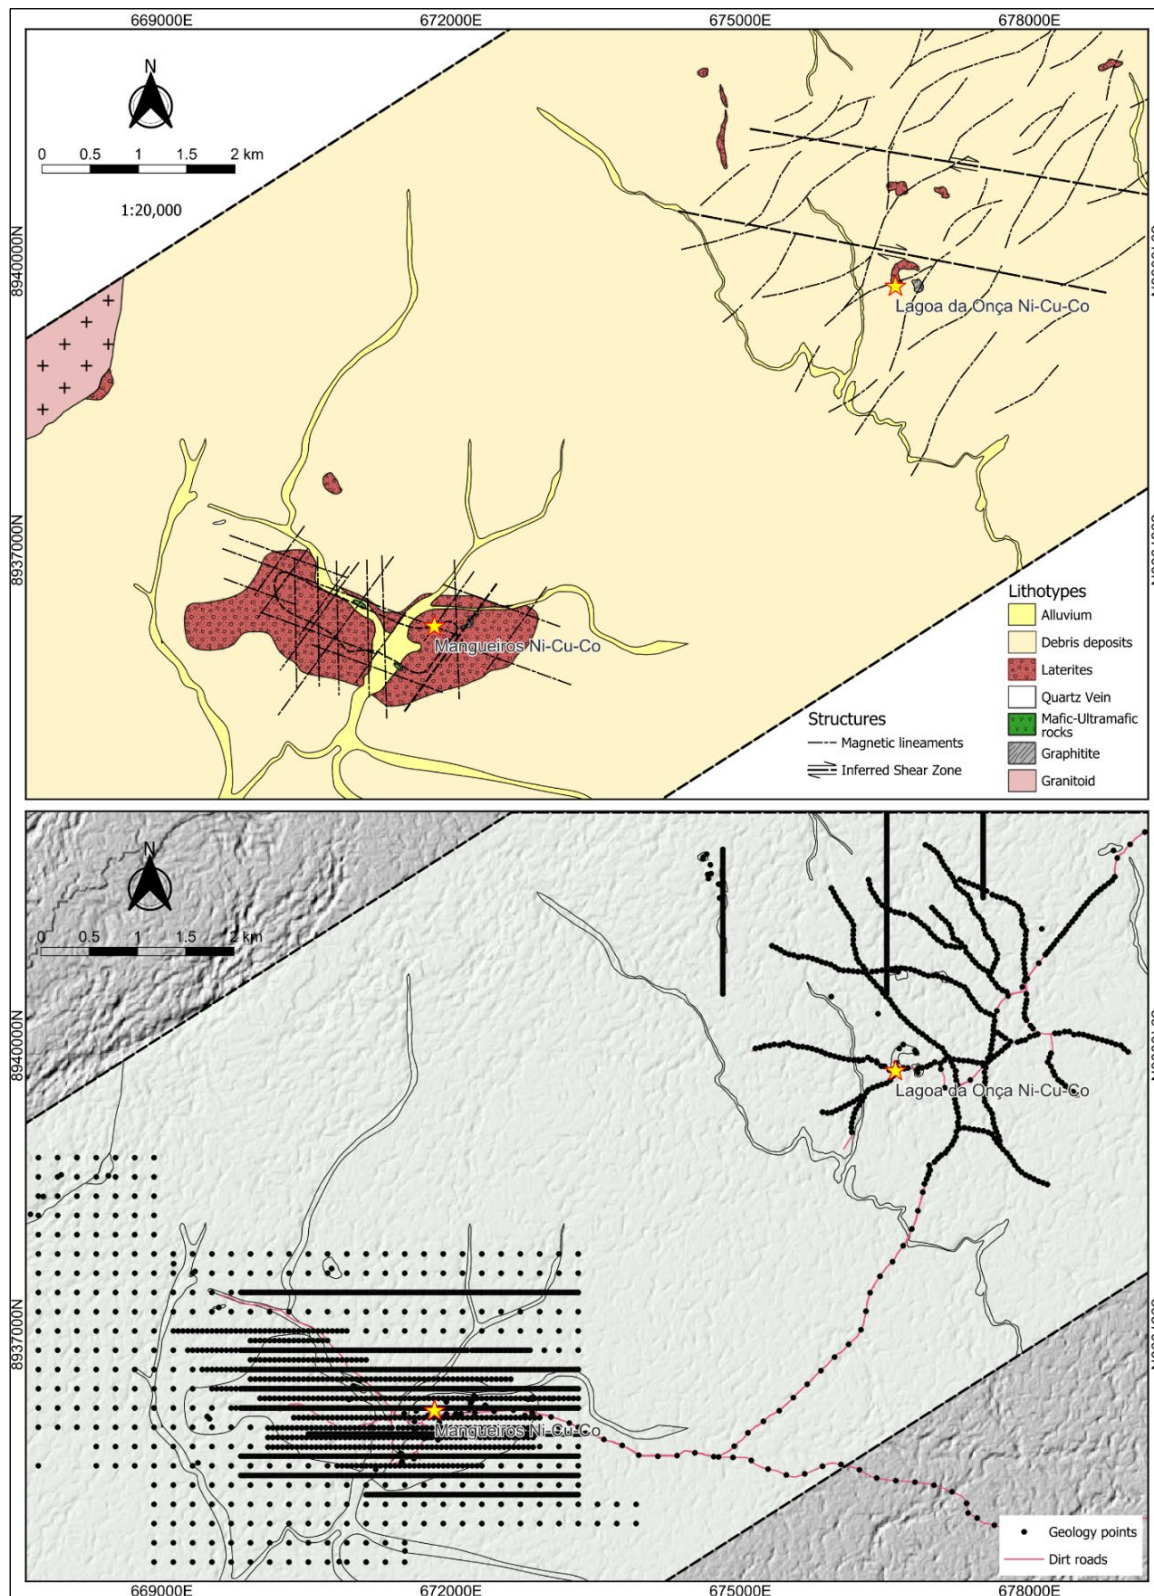 669000E 672000E 675000E 678000E
N
0 0.5 1 1.5 2 km
1:20,000
8940000N
Lagoa da Onça Ni-Cu-Co
8937000N
Mangueiros Ni-Cu-Co
Structures
Magnetic lineaments
Inferred Shear Zone
Lithotypes
Alluvium
Debris deposits
Laterites
Quartz Vein
Mafic-Ultramafic
rocks
Graphitite
Granitoid
N
0 0.5 1 1.5 2 km
8940000N
Lagoa da Onça Ni-Cu-Co
8937000N
Mangueiros Ni-Cu-Co
Geology points
Dirt roads
669000E 672000E 675000E 678000E